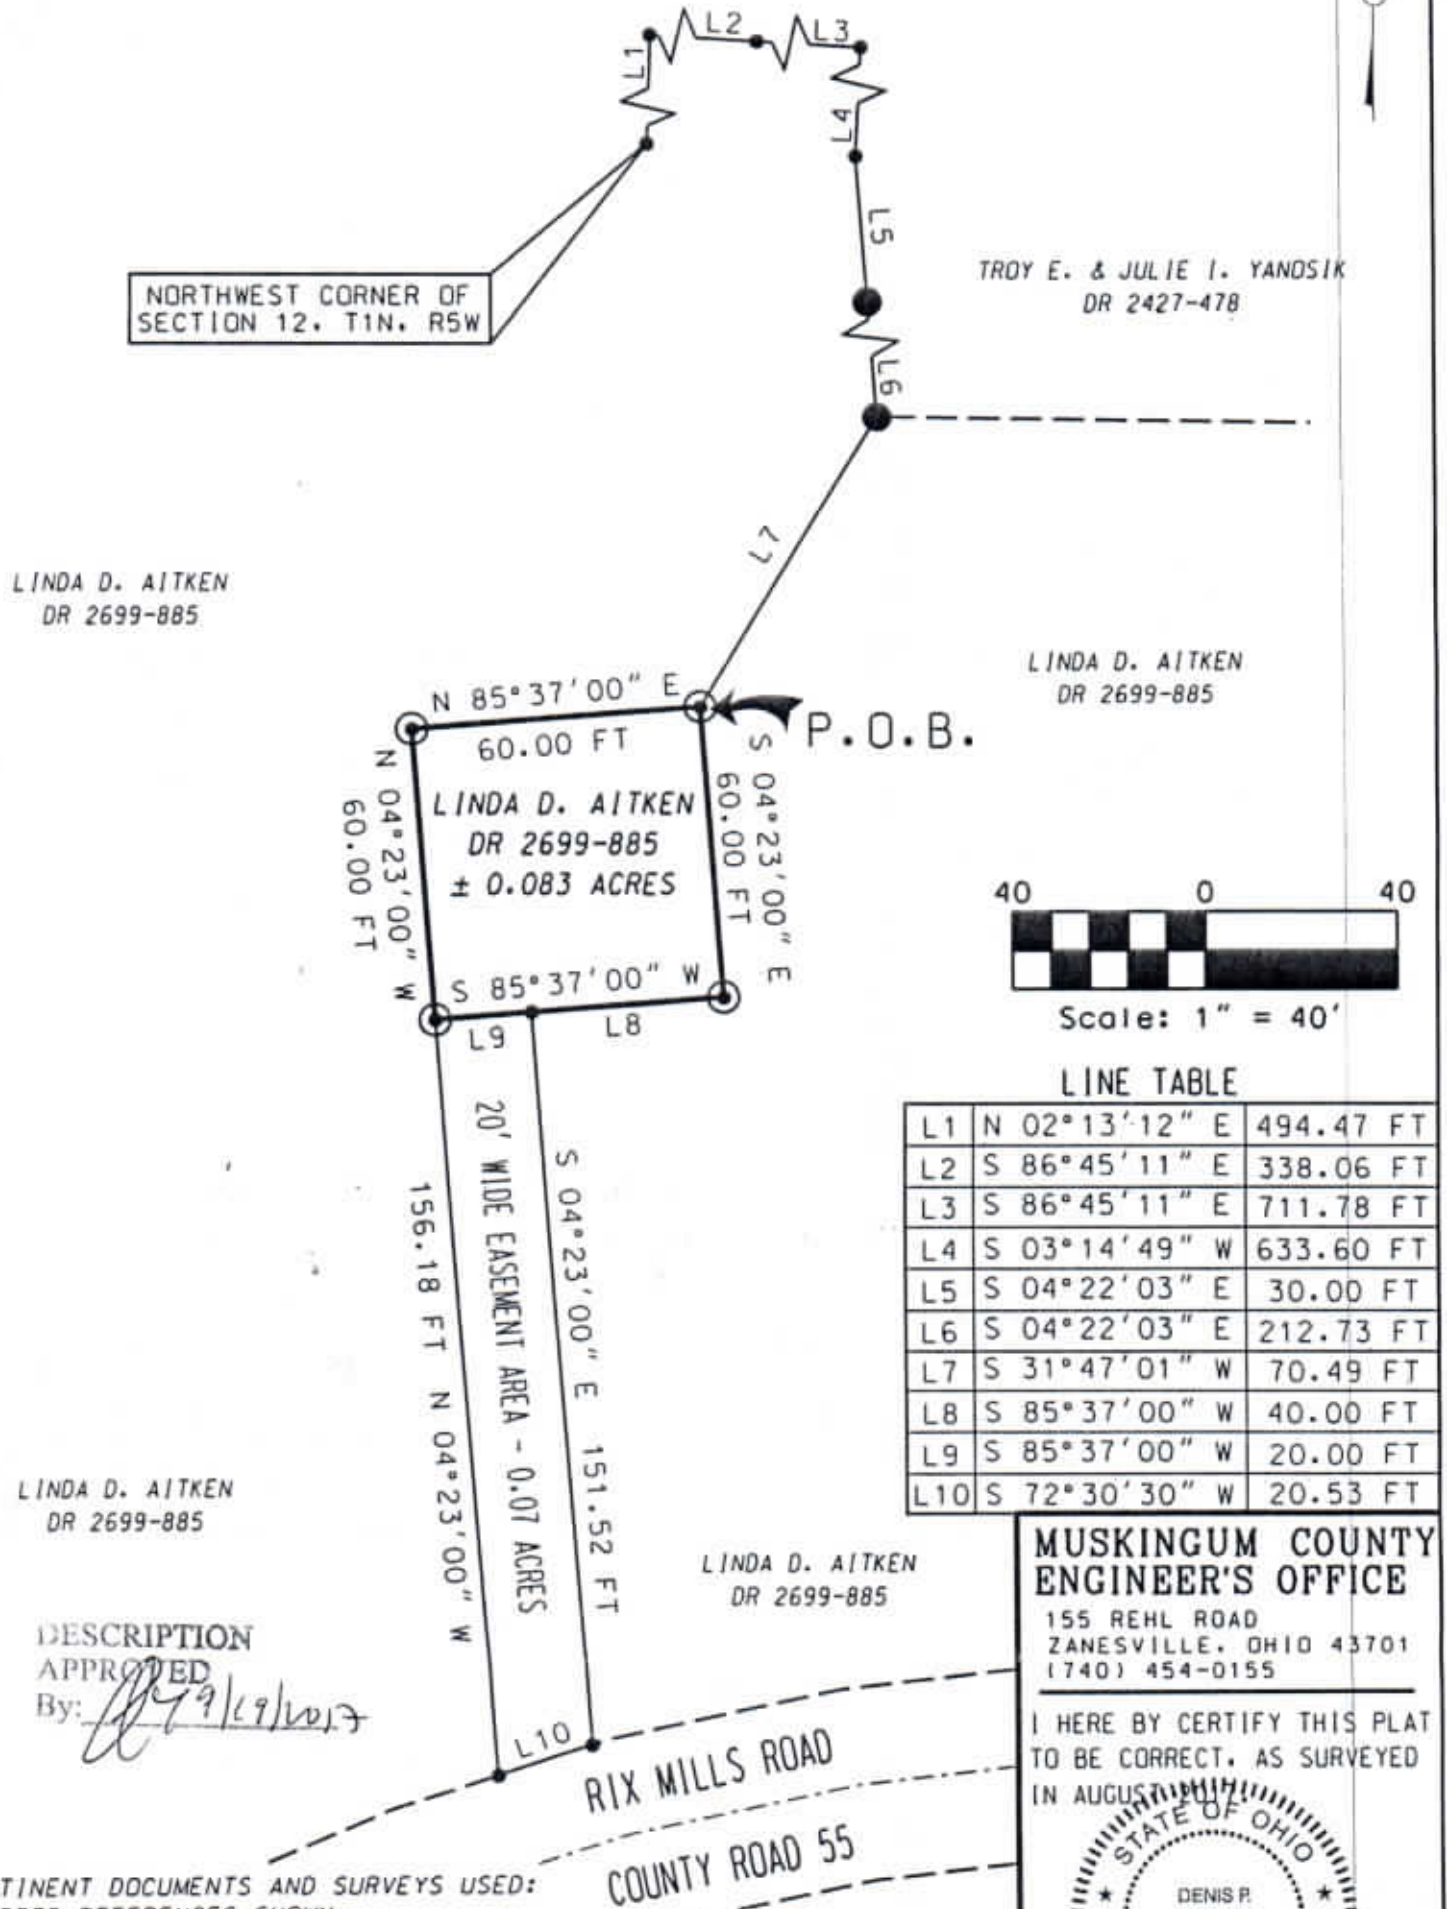 L1
L2
L3
L4
L5
L6
L7
NORTHWEST CORNER OF
SECTION 12. T1N. R5W
TROY E. & JULIE I. YANOSIK
DR 2427-478
LINDA D. AITKEN
DR 2699-885
LINDA D. AITKEN
DR 2699-885
N 85°37'00" E
60.00 FT
P.O.B.
N 04°23'00" W
60.00 FT
LINDA D. AITKEN
DR 2699-885
± 0.083 ACRES
S 04°23'00" E
60.00 FT
S 85°37'00" W
L9
L8
40 0 40
Scale: 1" = 40'
LINE TABLE
L1 N 02°13'12" E 494.47 FT
L2 S 86°45'11" E 338.06 FT
L3 S 86°45'11" E 711.78 FT
L4 S 03°14'49" W 633.60 FT
L5 S 04°22'03" E 30.00 FT
L6 S 04°22'03" E 212.73 FT
L7 S 31°47'01" W 70.49 FT
L8 S 85°37'00" W 40.00 FT
L9 S 85°37'00" W 20.00 FT
L10 S 72°30'30" W 20.53 FT
156.18 FT N 04°23'00" W
20' WIDE EASEMENT AREA - 0.07 ACRES
S 04°23'00" E 151.52 FT
LINDA D. AITKEN
DR 2699-885
LINDA D. AITKEN
DR 2699-885
DESCRIPTION
APPROVED
By: 9/19/2017
L10
RIX MILLS ROAD
COUNTY ROAD 55
MUSKINGUM COUNTY
ENGINEER'S OFFICE
155 REHL ROAD
ZANESVILLE. OHIO 43701
(740) 454-0155
I HERE BY CERTIFY THIS PLAT
TO BE CORRECT. AS SURVEYED
IN AUGUST 2017.
STATE OF OHIO
DENIS P.
TINENT DOCUMENTS AND SURVEYS USED: